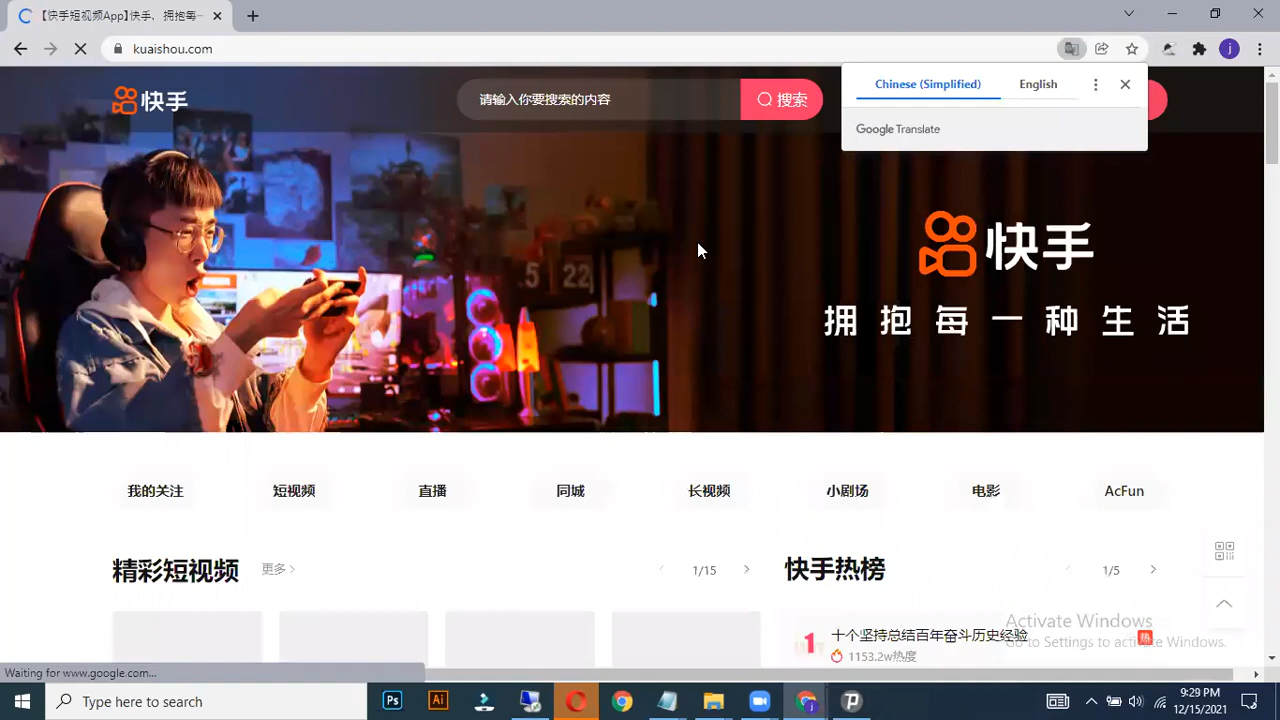 【快手短视频App】快手，拥抱每一
kuaishou.com
j
快手
请输入你要搜索的内容
搜索
Chinese (Simplified)
English
Google Translate
5 22
快手
拥抱每一种生活
我的关注
短视频
直播
同城
长视频
小剧场
电影
AcFun
精彩短视频
更多
1/15
快手热榜
1/5
1
十个坚持总结百年奋斗历史经验
热
1153.2w热度
Activate Windows
Go to Settings to activate Windows.
Waiting for www.google.com...
Type here to search
Ps
Ai
9:29 PM
12/15/2021